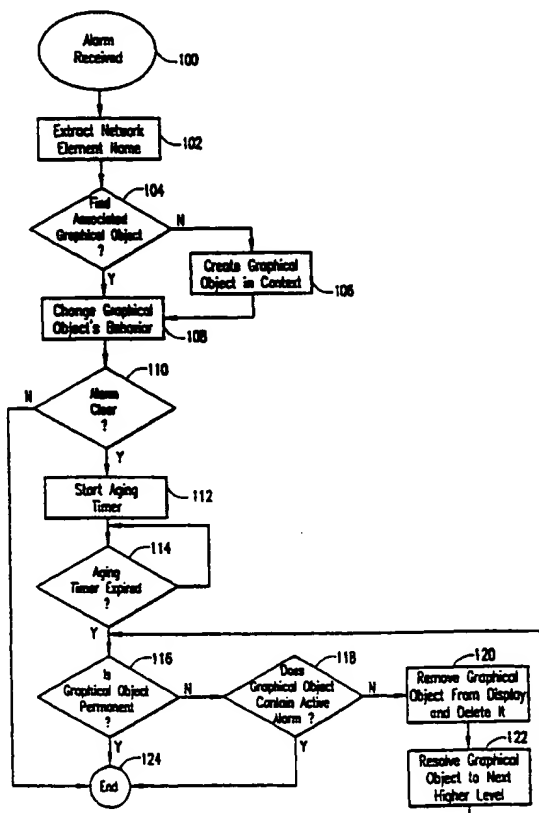 Alarm
Received
100
Extract Network
Element Name
102
104
Find
Associated
Graphical Object
?
N
Y
Create Graphical
Object in Context
106
Change Graphical
Object's Behavior
108
110
N
Alarm
Clear
?
Y
Start Aging
Timer
112
114
Aging
Timer Expired
?
Y
116
Is
Graphical Object
Permanent
?
N
Y
118
Does
Graphical Object
Contain Active
Alarm ?
N
Y
120
Remove Graphical
Object From Display
and Delete It
122
Resolve Graphical
Object to Next
Higher Level
124
End